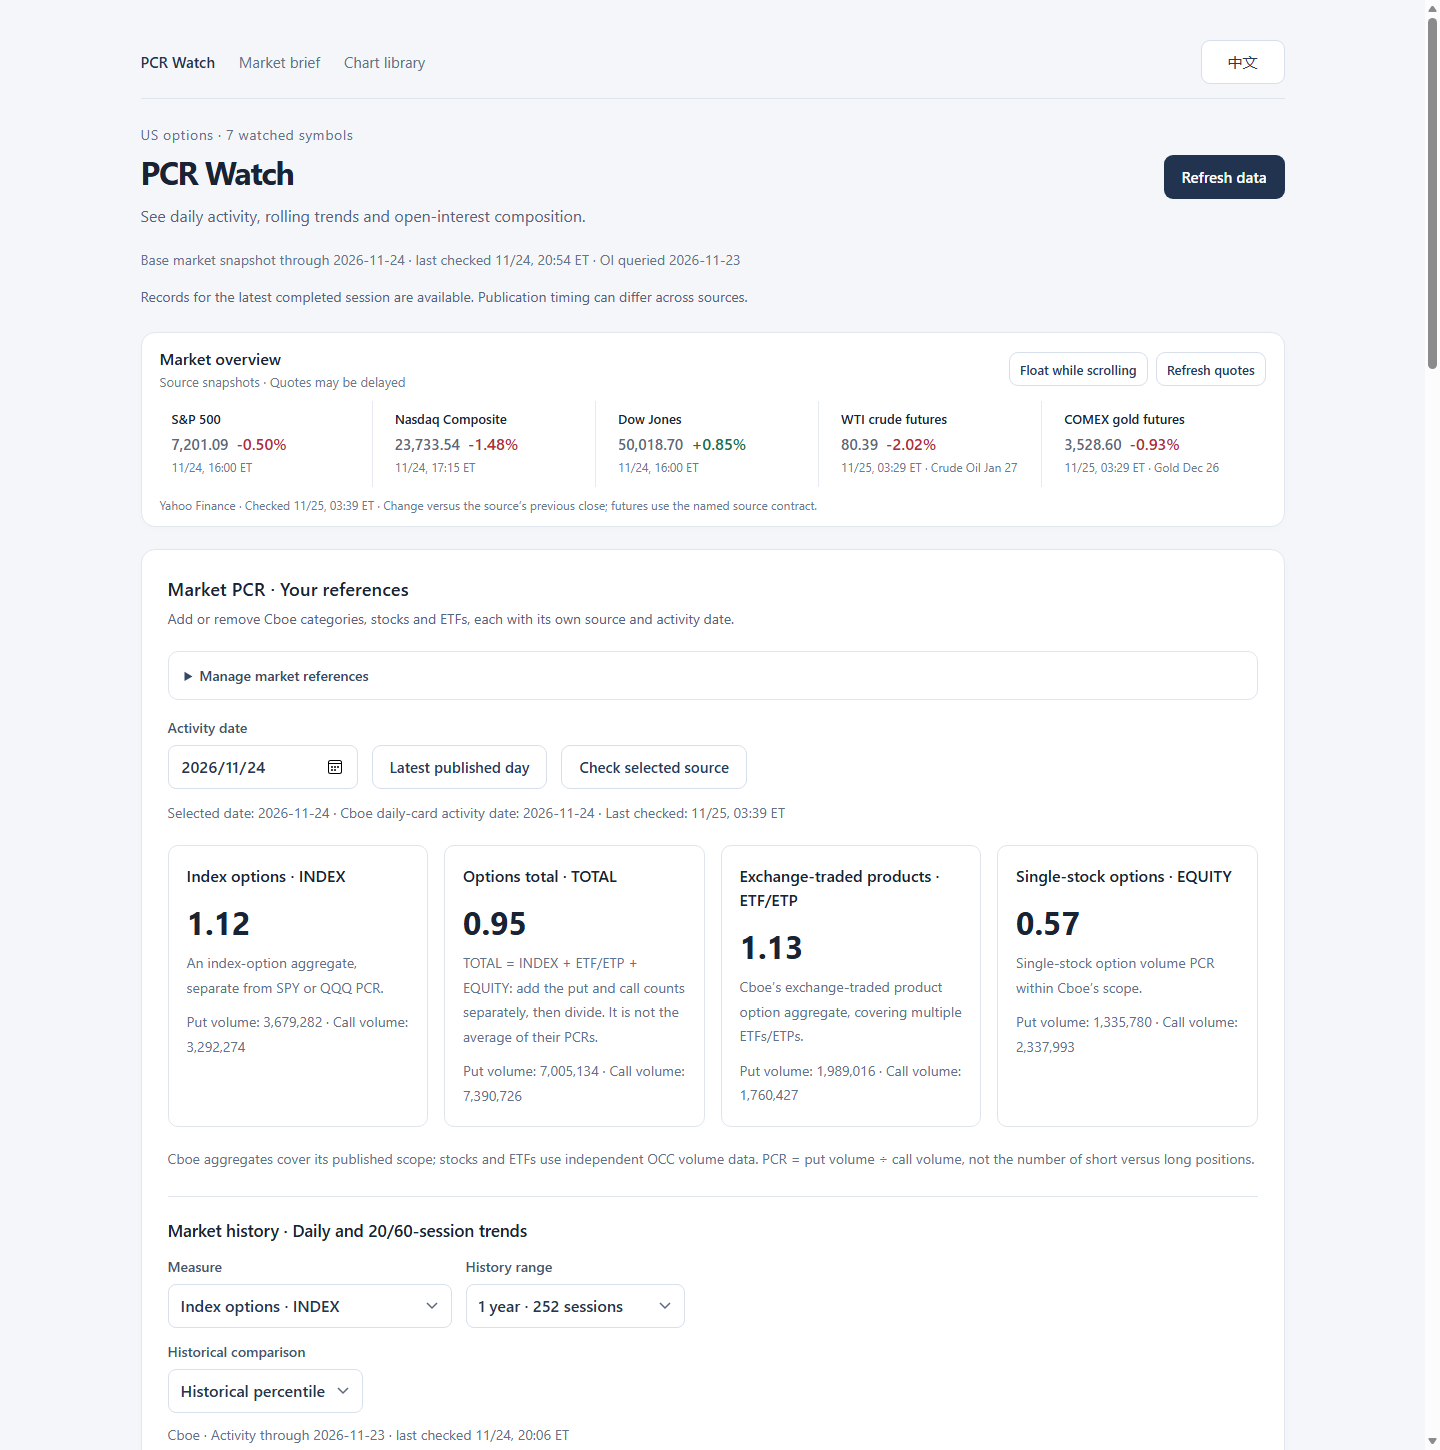 PCR Watch Market brief Chart library 中文
US options · 7 watched symbols
PCR Watch
Refresh data
See daily activity, rolling trends and open-interest composition.
Base market snapshot through 2026-11-24 · last checked 11/24, 20:54 ET · OI queried 2026-11-23
Records for the latest completed session are available. Publication timing can differ across sources.
Market overview
Source snapshots · Quotes may be delayed
Float while scrolling Refresh quotes
S&P 500
7,201.09 -0.50%
11/24, 16:00 ET
Nasdaq Composite
23,733.54 -1.48%
11/24, 17:15 ET
Dow Jones
50,018.70 +0.85%
11/24, 16:00 ET
WTI crude futures
80.39 -2.02%
11/25, 03:29 ET · Crude Oil Jan 27
COMEX gold futures
3,528.60 -0.93%
11/25, 03:29 ET · Gold Dec 26
Yahoo Finance · Checked 11/25, 03:39 ET · Change versus the source's previous close; futures use the named source contract.
Market PCR · Your references
Add or remove Cboe categories, stocks and ETFs, each with its own source and activity date.
Manage market references
Activity date
2026/11/24 Latest published day Check selected source
Selected date: 2026-11-24 · Cboe daily-card activity date: 2026-11-24 · Last checked: 11/25, 03:39 ET
Index options · INDEX
1.12
An index-option aggregate,
separate from SPY or QQQ PCR.
Put volume: 3,679,282 · Call volume:
3,292,274
Options total · TOTAL
0.95
TOTAL = INDEX + ETF/ETP +
EQUITY: add the put and call counts
separately, then divide. It is not the
average of their PCRs.
Put volume: 7,005,134 · Call volume:
7,390,726
Exchange-traded products ·
ETF/ETP
1.13
Cboe's exchange-traded product
option aggregate, covering multiple
ETFs/ETPs.
Put volume: 1,989,016 · Call volume:
1,760,427
Single-stock options · EQUITY
0.57
Single-stock option volume PCR
within Cboe's scope.
Put volume: 1,335,780 · Call volume:
2,337,993
Cboe aggregates cover its published scope; stocks and ETFs use independent OCC volume data. PCR = put volume ÷ call volume, not the number of short versus long positions.
Market history · Daily and 20/60-session trends
Measure History range
Index options · INDEX 1 year · 252 sessions
Historical comparison
Historical percentile
Cboe · Activity through 2026-11-23 · last checked 11/24, 20:06 ET